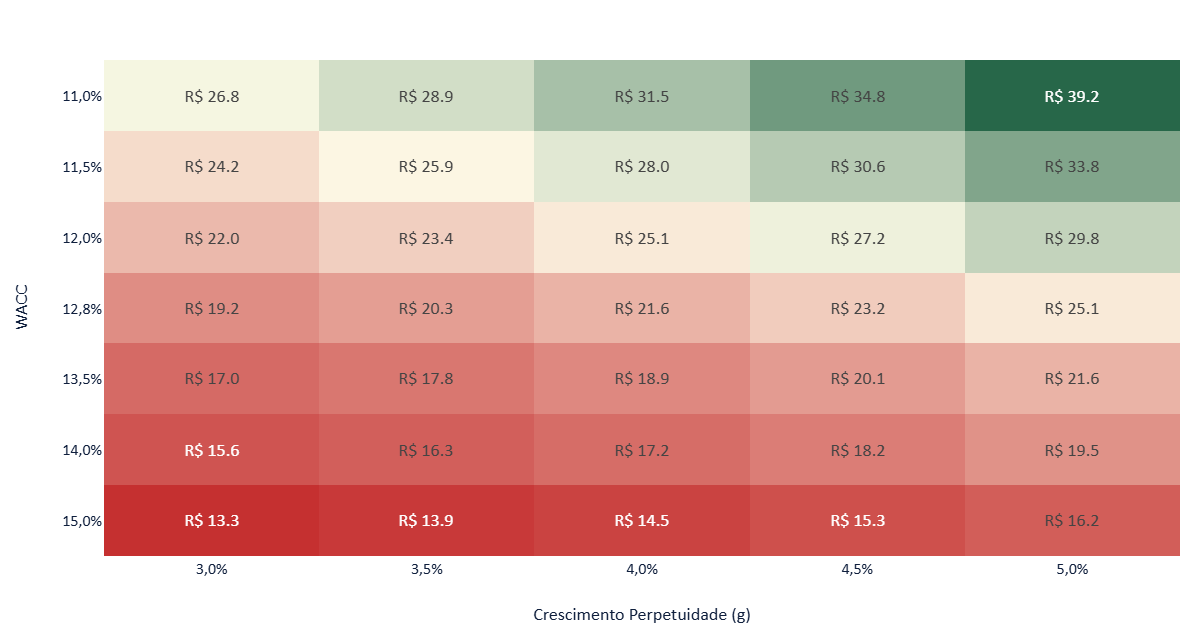 11,0% R$ 26.8 R$ 28.9 R$ 31.5 R$ 34.8 R$ 39.2
11,5% R$ 24.2 R$ 25.9 R$ 28.0 R$ 30.6 R$ 33.8
12,0% R$ 22.0 R$ 23.4 R$ 25.1 R$ 27.2 R$ 29.8
12,8% R$ 19.2 R$ 20.3 R$ 21.6 R$ 23.2 R$ 25.1
13,5% R$ 17.0 R$ 17.8 R$ 18.9 R$ 20.1 R$ 21.6
14,0% R$ 15.6 R$ 16.3 R$ 17.2 R$ 18.2 R$ 19.5
15,0% R$ 13.3 R$ 13.9 R$ 14.5 R$ 15.3 R$ 16.2
WACC
3,0% 3,5% 4,0% 4,5% 5,0%
Crescimento Perpetuidade (g)